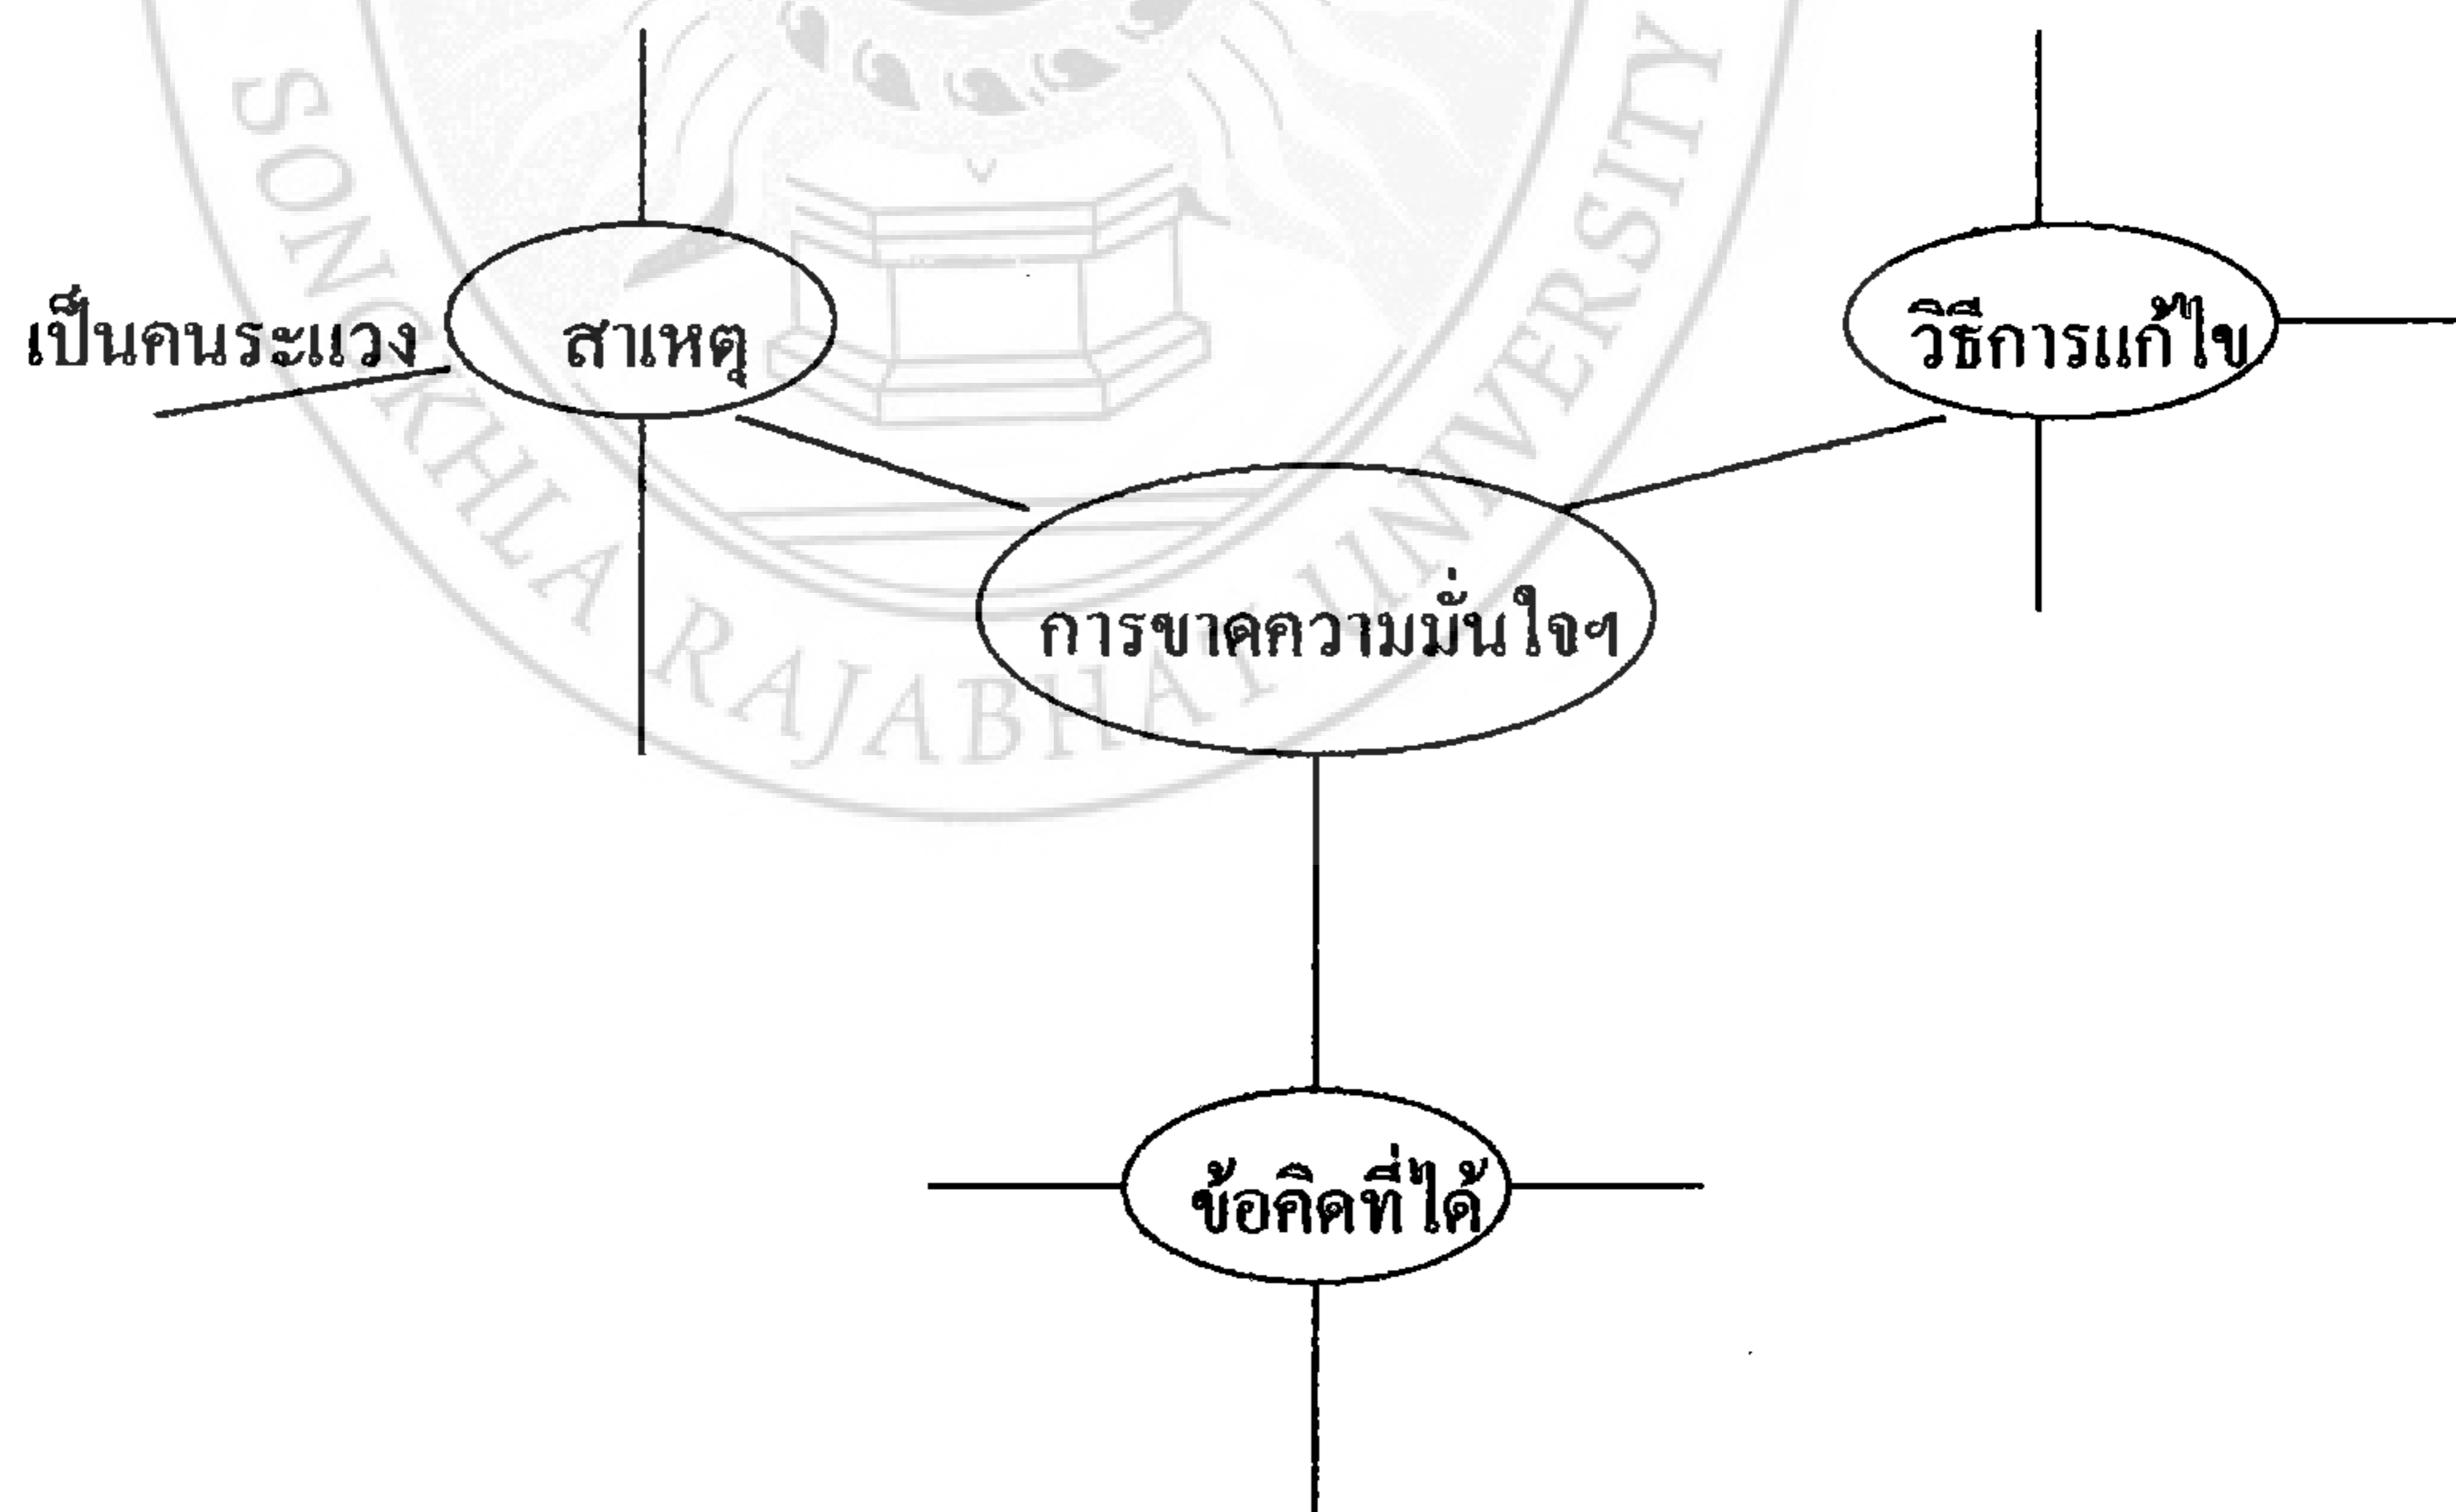 เป็นคนระแวง
สาเหตุ
วิธีการแก้ไข
การขาดความมั่นใจฯ
ข้อคิดที่ได้
SONGKHLA RAJABHAT UNIVERSITY